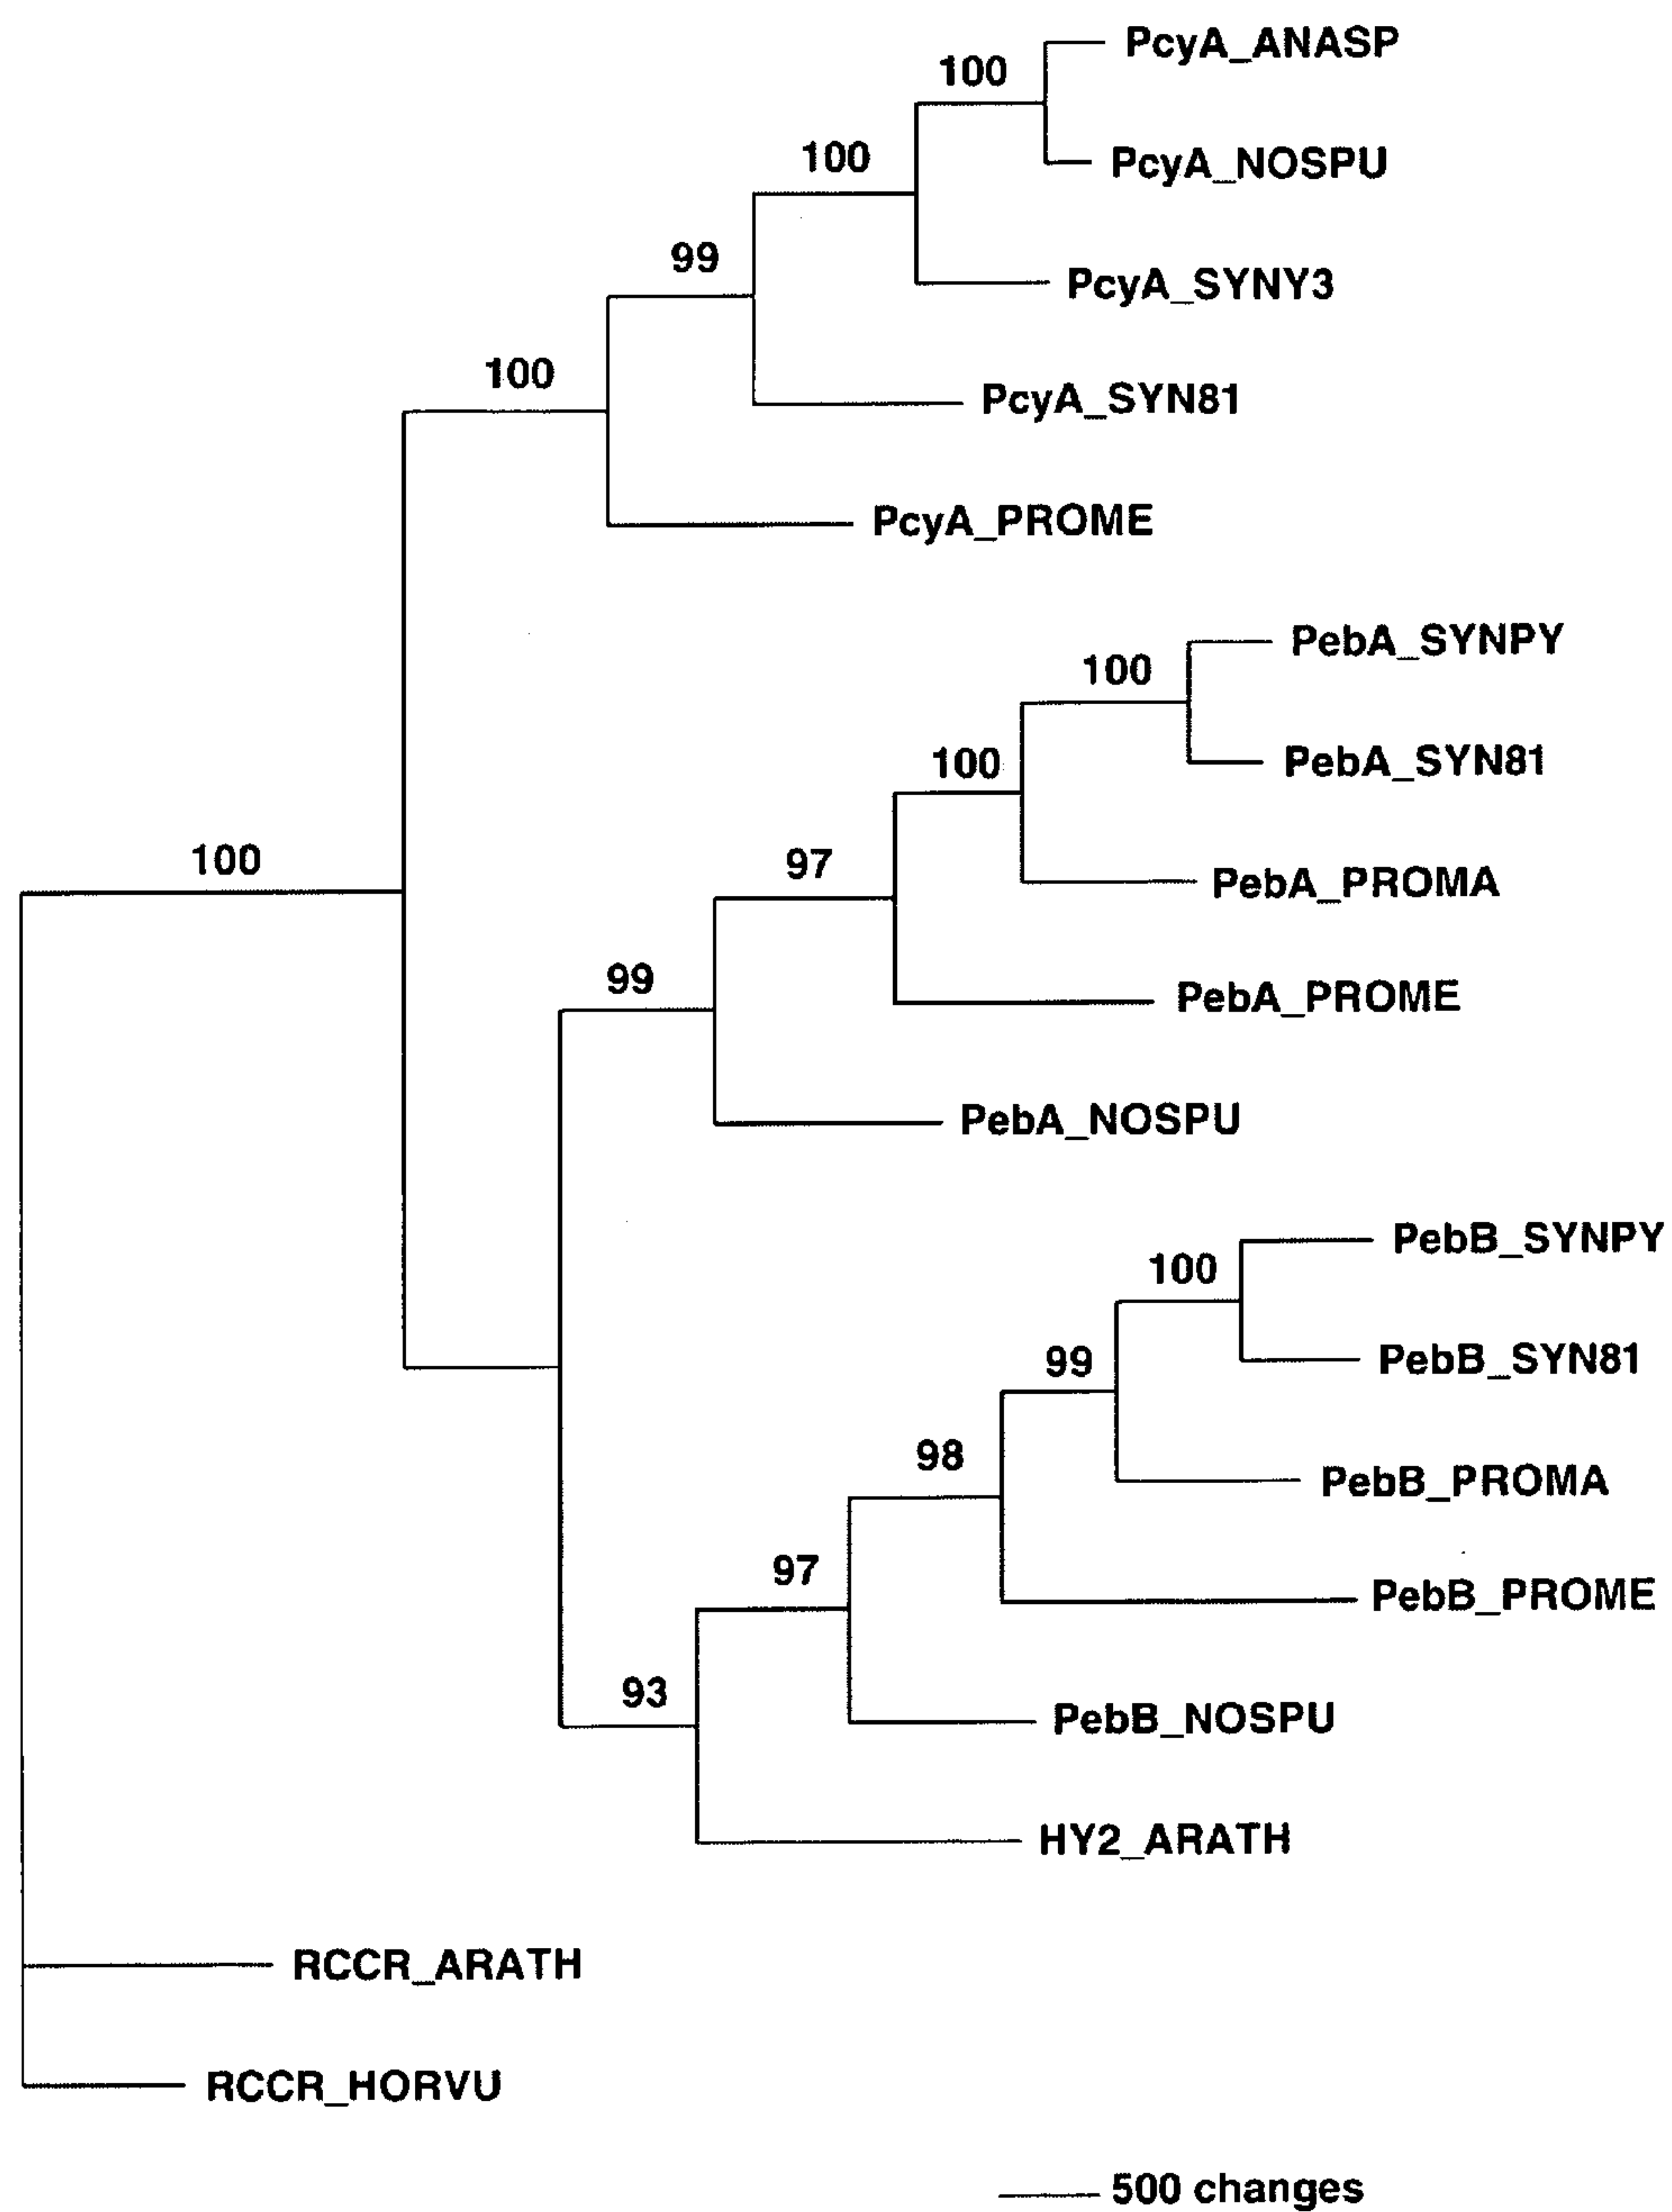 PcyA_ANASP
100
100
PcyA_NOSPU
99
PcyA_SYNY3
100
PcyA_SYN81
PcyA_PROME
PebA_SYNPY
100
100
PebA_SYN81
100
97
PebA_PROMA
99
PebA_PROME
PebA_NOSPU
PebB_SYNPY
100
99
PebB_SYN81
98
PebB_PROMA
97
PebB_PROME
93
PebB_NOSPU
HY2_ARATH
RCCR_ARATH
RCCR_HORVU
500 changes